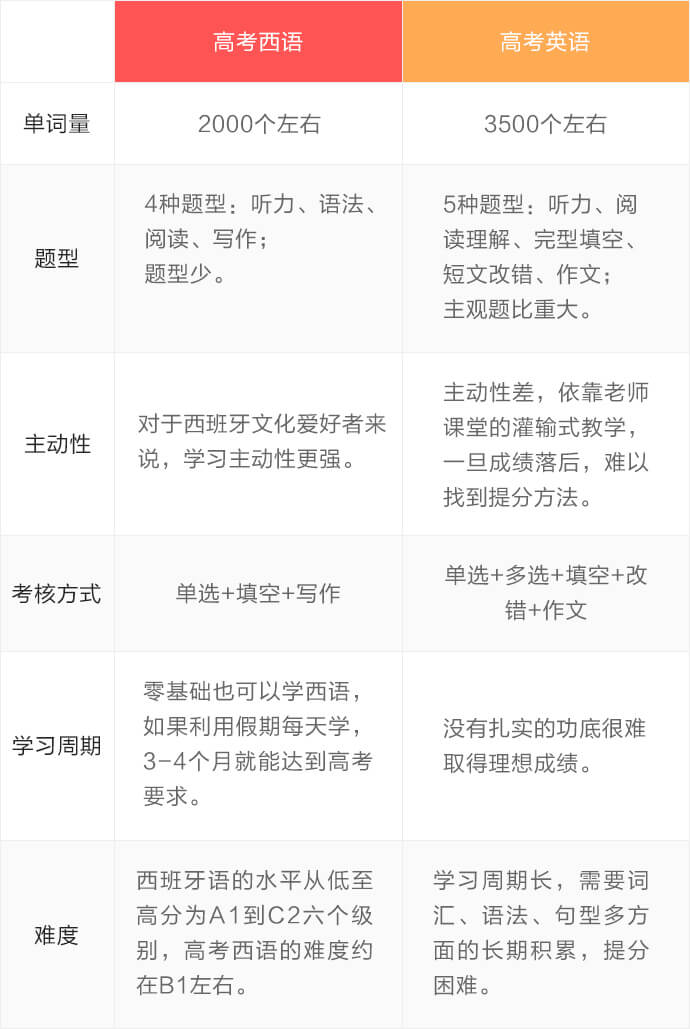 高考西语
高考英语
单词量
2000个左右
3500个左右
题型
4种题型：听力、语法、
阅读、写作；
题型少。
5种题型：听力、阅
读理解、完型填空、
短文改错、作文；
主观题比重大。
主动性
对于西班牙文化爱好者来
说，学习主动性更强。
主动性差，依靠老师
课堂的灌输式教学，
一旦成绩落后，难以
找到提分方法。
考核方式
单选+填空+写作
单选+多选+填空+改
错+作文
学习周期
零基础也可以学西语，
如果利用假期每天学，
3-4个月就能达到高考
要求。
没有扎实的功底很难
取得理想成绩。
难度
西班牙语的水平从低至
高分为A1到C2六个级
别，高考西语的难度约
在B1左右。
学习周期长，需要词
汇、语法、句型多方
面的长期积累，提分
困难。